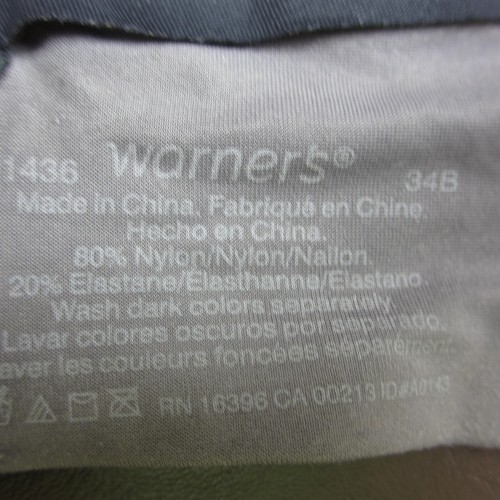 1436 Warner's® 34B
Made in China. Fabriqué en Chine.
Hecho en China.
80% Nylon/Nylon/Nailon.
20% Elastane/Elasthanne/Elastano
Wash dark colors separately
Lavar colores oscuros por separado.
aver les couleurs foncées séparément
RN 16396 CA 00213 ID#A0143